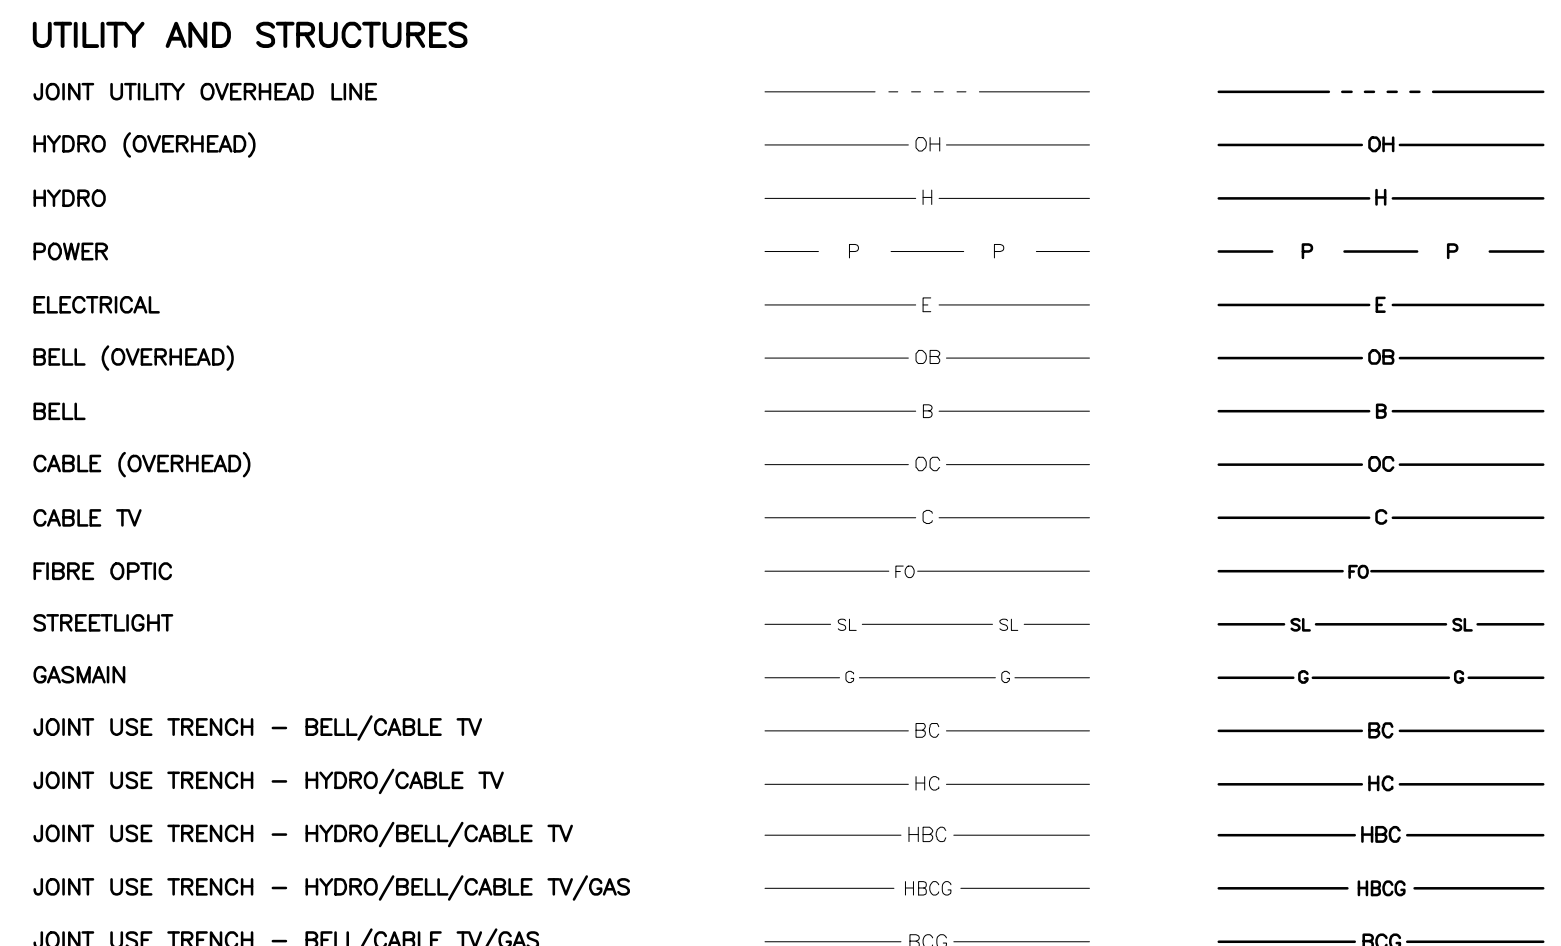 UTILITY AND STRUCTURES
JOINT UTILITY OVERHEAD LINE
HYDRO (OVERHEAD) OH OH
HYDRO H H
POWER P P P P
ELECTRICAL E E
BELL (OVERHEAD) OB OB
BELL B B
CABLE (OVERHEAD) OC OC
CABLE TV C C
FIBRE OPTIC FO FO
STREETLIGHT SL SL SL SL
GASMAIN G G G G
JOINT USE TRENCH – BELL/CABLE TV BC BC
JOINT USE TRENCH – HYDRO/CABLE TV HC HC
JOINT USE TRENCH – HYDRO/BELL/CABLE TV HBC HBC
JOINT USE TRENCH – HYDRO/BELL/CABLE TV/GAS HBCG HBCG
JOINT USE TRENCH – BELL/CABLE TV/GAS BCG BCG